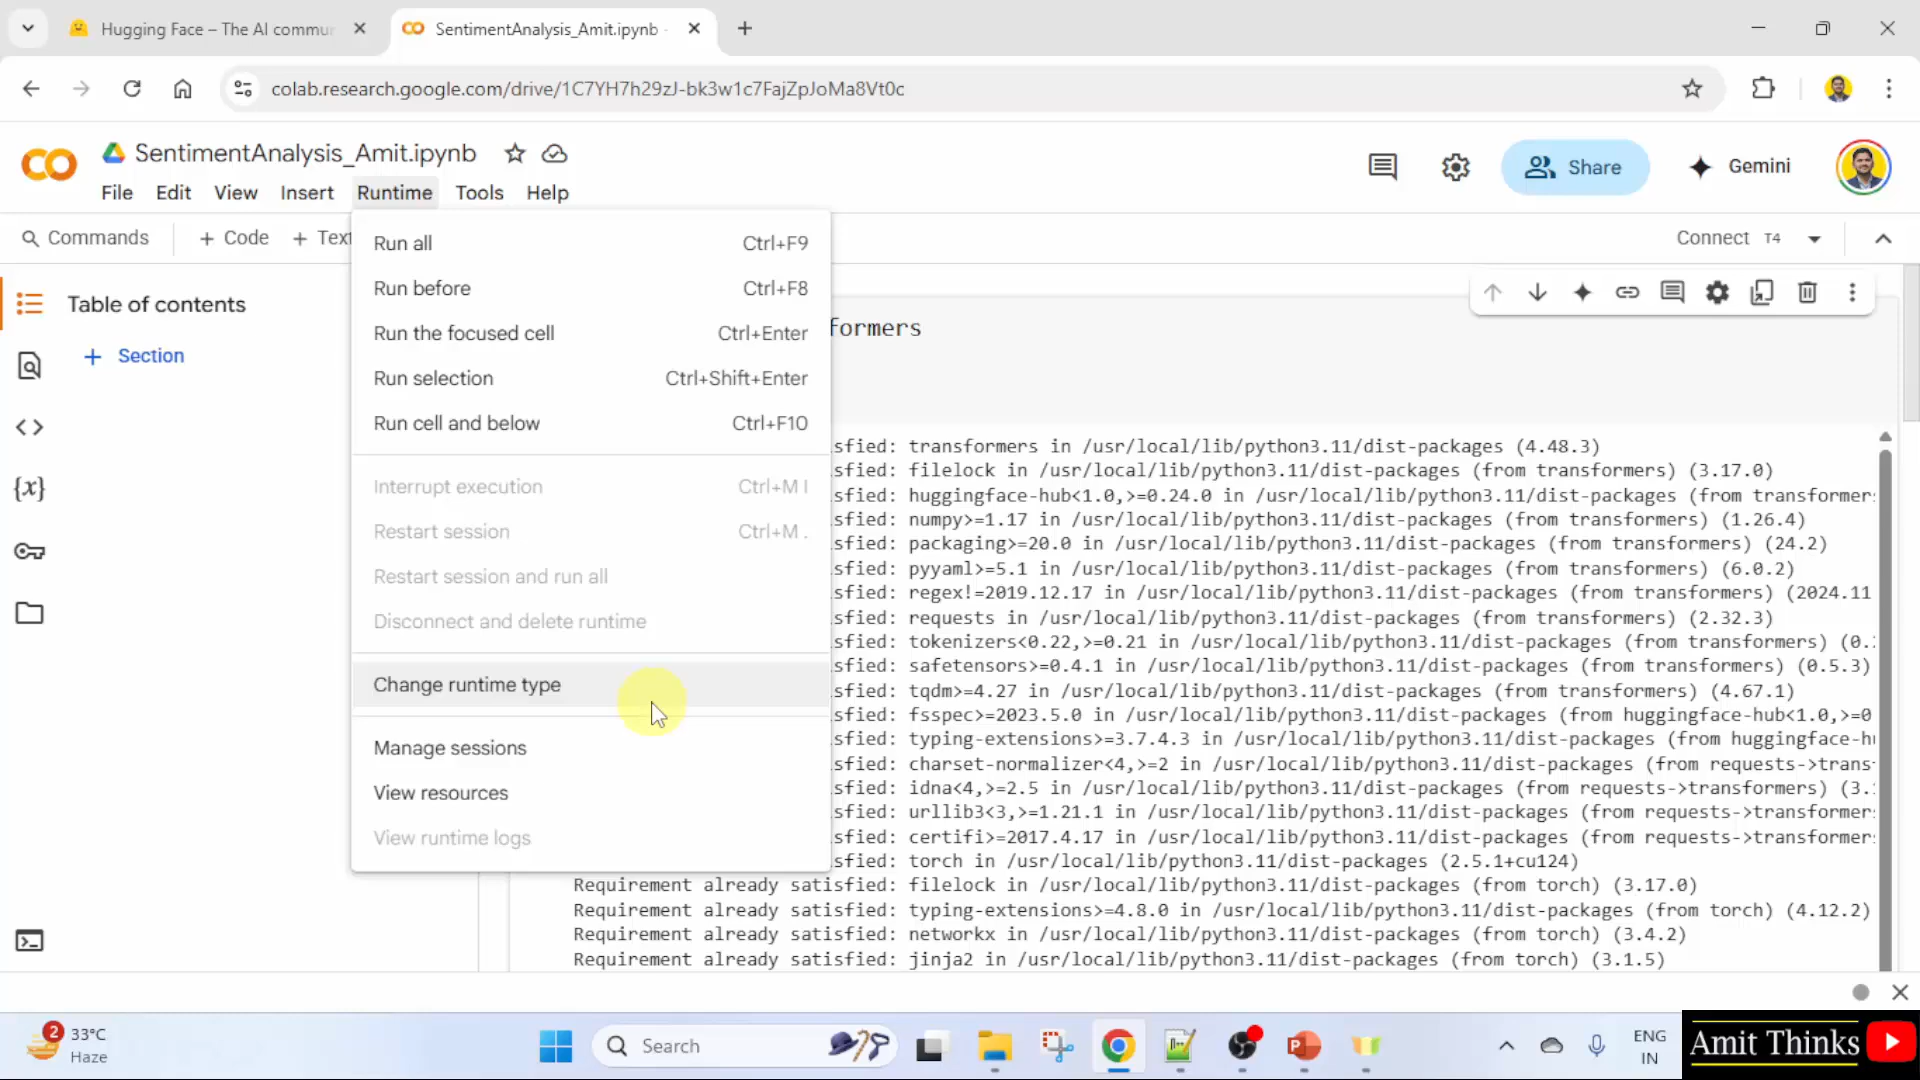 Hugging Face – The AI commu
SentimentAnalysis_Amit.ipynb
colab.research.google.com/drive/1C7YH7h29zJ-bk3w1c7FajZpJoMa8Vt0c
SentimentAnalysis_Amit.ipynb
File Edit View Insert Runtime Tools Help
Share
Gemini
Commands
+ Code + Text
Connect T4
Table of contents
+ Section
Run all Ctrl+F9
Run before Ctrl+F8
Run the focused cell Ctrl+Enter
Run selection Ctrl+Shift+Enter
Run cell and below Ctrl+F10
Interrupt execution Ctrl+M I
Restart session Ctrl+M .
Restart session and run all
Disconnect and delete runtime
Change runtime type
Manage sessions
View resources
View runtime logs
formers
sfied: transformers in /usr/local/lib/python3.11/dist-packages (4.48.3)
sfied: filelock in /usr/local/lib/python3.11/dist-packages (from transformers) (3.17.0)
sfied: huggingface-hub<1.0,>=0.24.0 in /usr/local/lib/python3.11/dist-packages (from transformers
sfied: numpy>=1.17 in /usr/local/lib/python3.11/dist-packages (from transformers) (1.26.4)
sfied: packaging>=20.0 in /usr/local/lib/python3.11/dist-packages (from transformers) (24.2)
sfied: pyyaml>=5.1 in /usr/local/lib/python3.11/dist-packages (from transformers) (6.0.2)
sfied: regex!=2019.12.17 in /usr/local/lib/python3.11/dist-packages (from transformers) (2024.11
sfied: requests in /usr/local/lib/python3.11/dist-packages (from transformers) (2.32.3)
sfied: tokenizers<0.22,>=0.21 in /usr/local/lib/python3.11/dist-packages (from transformers) (0.
sfied: safetensors>=0.4.1 in /usr/local/lib/python3.11/dist-packages (from transformers) (0.5.3)
sfied: tqdm>=4.27 in /usr/local/lib/python3.11/dist-packages (from transformers) (4.67.1)
sfied: fsspec>=2023.5.0 in /usr/local/lib/python3.11/dist-packages (from huggingface-hub<1.0,>=0
sfied: typing-extensions>=3.7.4.3 in /usr/local/lib/python3.11/dist-packages (from huggingface-h
sfied: charset-normalizer<4,>=2 in /usr/local/lib/python3.11/dist-packages (from requests->trans
sfied: idna<4,>=2.5 in /usr/local/lib/python3.11/dist-packages (from requests->transformers) (3.
sfied: urllib3<3,>=1.21.1 in /usr/local/lib/python3.11/dist-packages (from requests->transformer
sfied: certifi>=2017.4.17 in /usr/local/lib/python3.11/dist-packages (from requests->transformer
sfied: torch in /usr/local/lib/python3.11/dist-packages (2.5.1+cu124)
Requirement already satisfied: filelock in /usr/local/lib/python3.11/dist-packages (from torch) (3.17.0)
Requirement already satisfied: typing-extensions>=4.8.0 in /usr/local/lib/python3.11/dist-packages (from torch) (4.12.2)
Requirement already satisfied: networkx in /usr/local/lib/python3.11/dist-packages (from torch) (3.4.2)
Requirement already satisfied: jinja2 in /usr/local/lib/python3.11/dist-packages (from torch) (3.1.5)
2
33°C
Haze
Search
ENG
IN
Amit Thinks